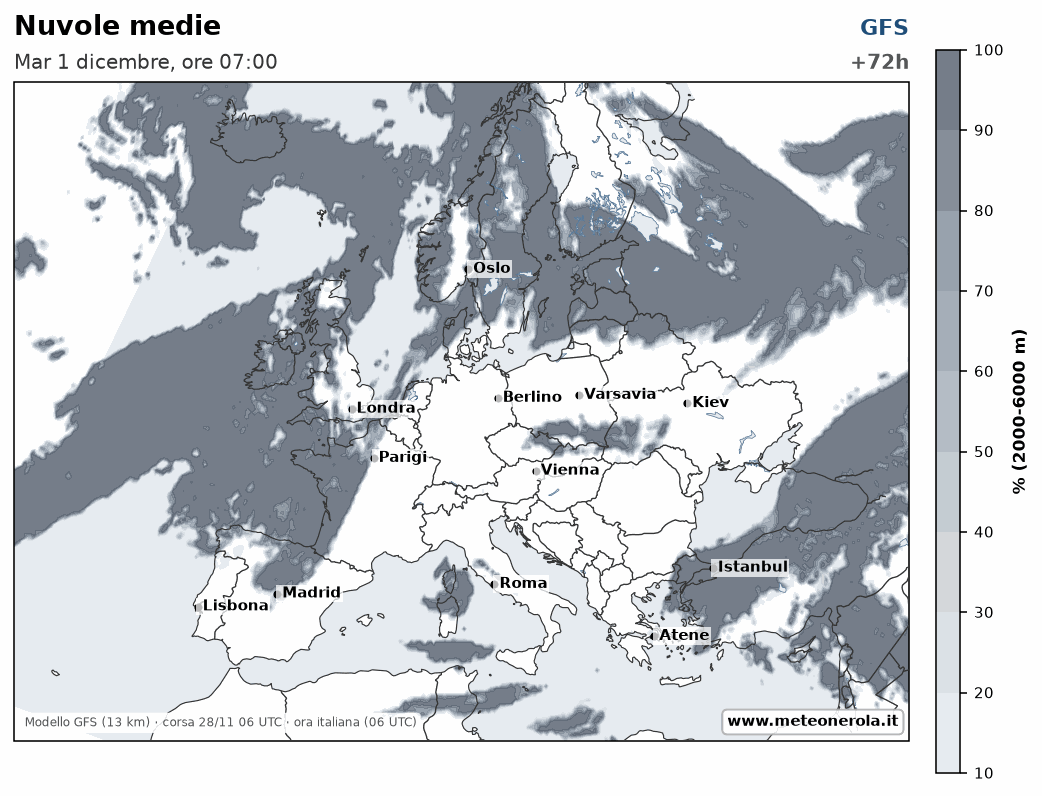 Nuvole medie
GFS
Mar 1 dicembre, ore 07:00
+72h
100
90
80
70
60
50
40
30
20
10
% (2000-6000 m)
Oslo
Berlino
Varsavia
Kiev
Londra
Parigi
Vienna
Istanbul
Roma
Madrid
Lisbona
Atene
Modello GFS (13 km) · corsa 28/11 06 UTC · ora italiana (06 UTC)
www.meteonerola.it